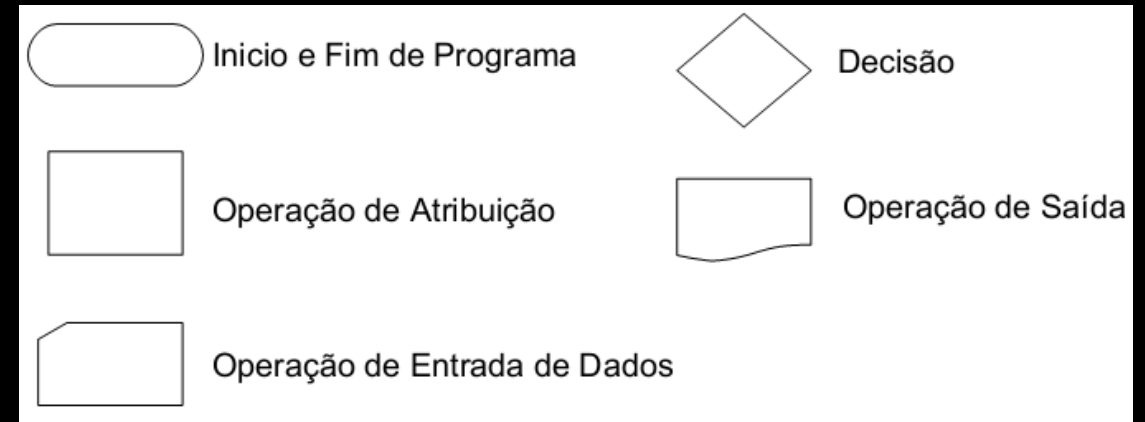 Inicio e Fim de Programa
Decisão
Operação de Atribuição
Operação de Saída
Operação de Entrada de Dados